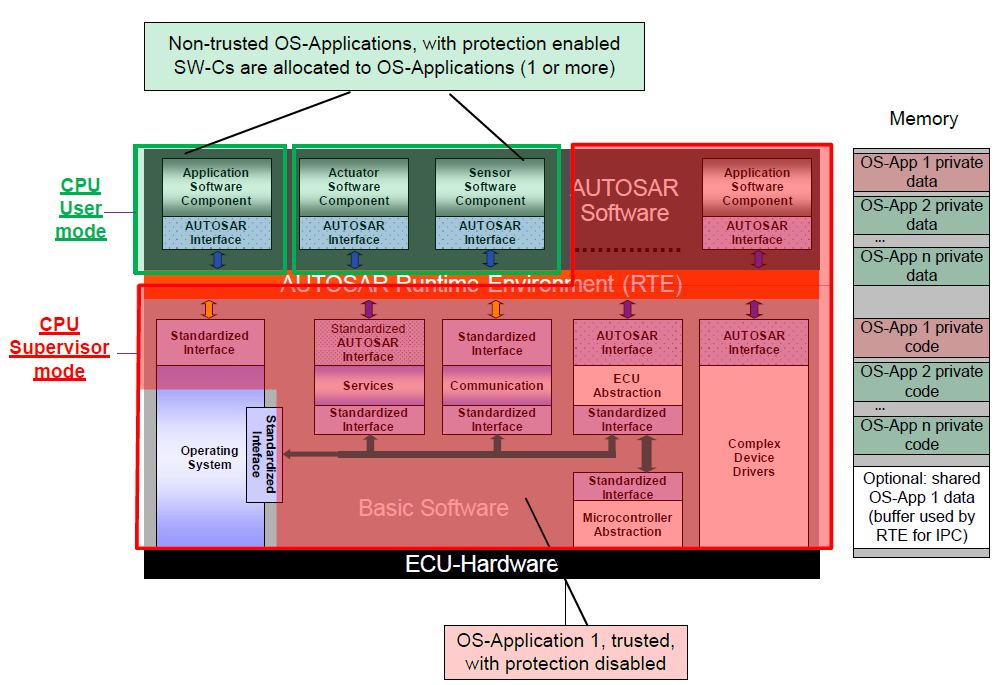 Non-trusted OS-Applications, with protection enabled
SW-Cs are allocated to OS-Applications (1 or more)
Memory
CPU
User
mode
Application
Software
Component
AUTOSAR
Interface
Actuator
Software
Component
AUTOSAR
Interface
Sensor
Software
Component
AUTOSAR
Interface
AUTOSAR
Software
..............
Application
Software
Component
AUTOSAR
Interface
AUTOSAR Runtime Environment (RTE)
CPU
Supervisor
mode
Standardized
Interface
Operating
System
Standardized
Inteface
Standardized
AUTOSAR
Interface
Services
Standardized
Interface
Standardized
Interface
Communication
Standardized
Interface
AUTOSAR
Interface
ECU
Abstraction
Standardized
Interface
Standardized
Interface
Microcontroller
Abstraction
AUTOSAR
Interface
Complex
Device
Drivers
Basic Software
ECU-Hardware
OS-Application 1, trusted,
with protection disabled
OS-App 1 private
data
OS-App 2 private
data
...
OS-App n private
data
OS-App 1 private
code
OS-App 2 private
code
...
OS-App n private
code
Optional: shared
OS-App 1 data
(buffer used by
RTE for IPC)